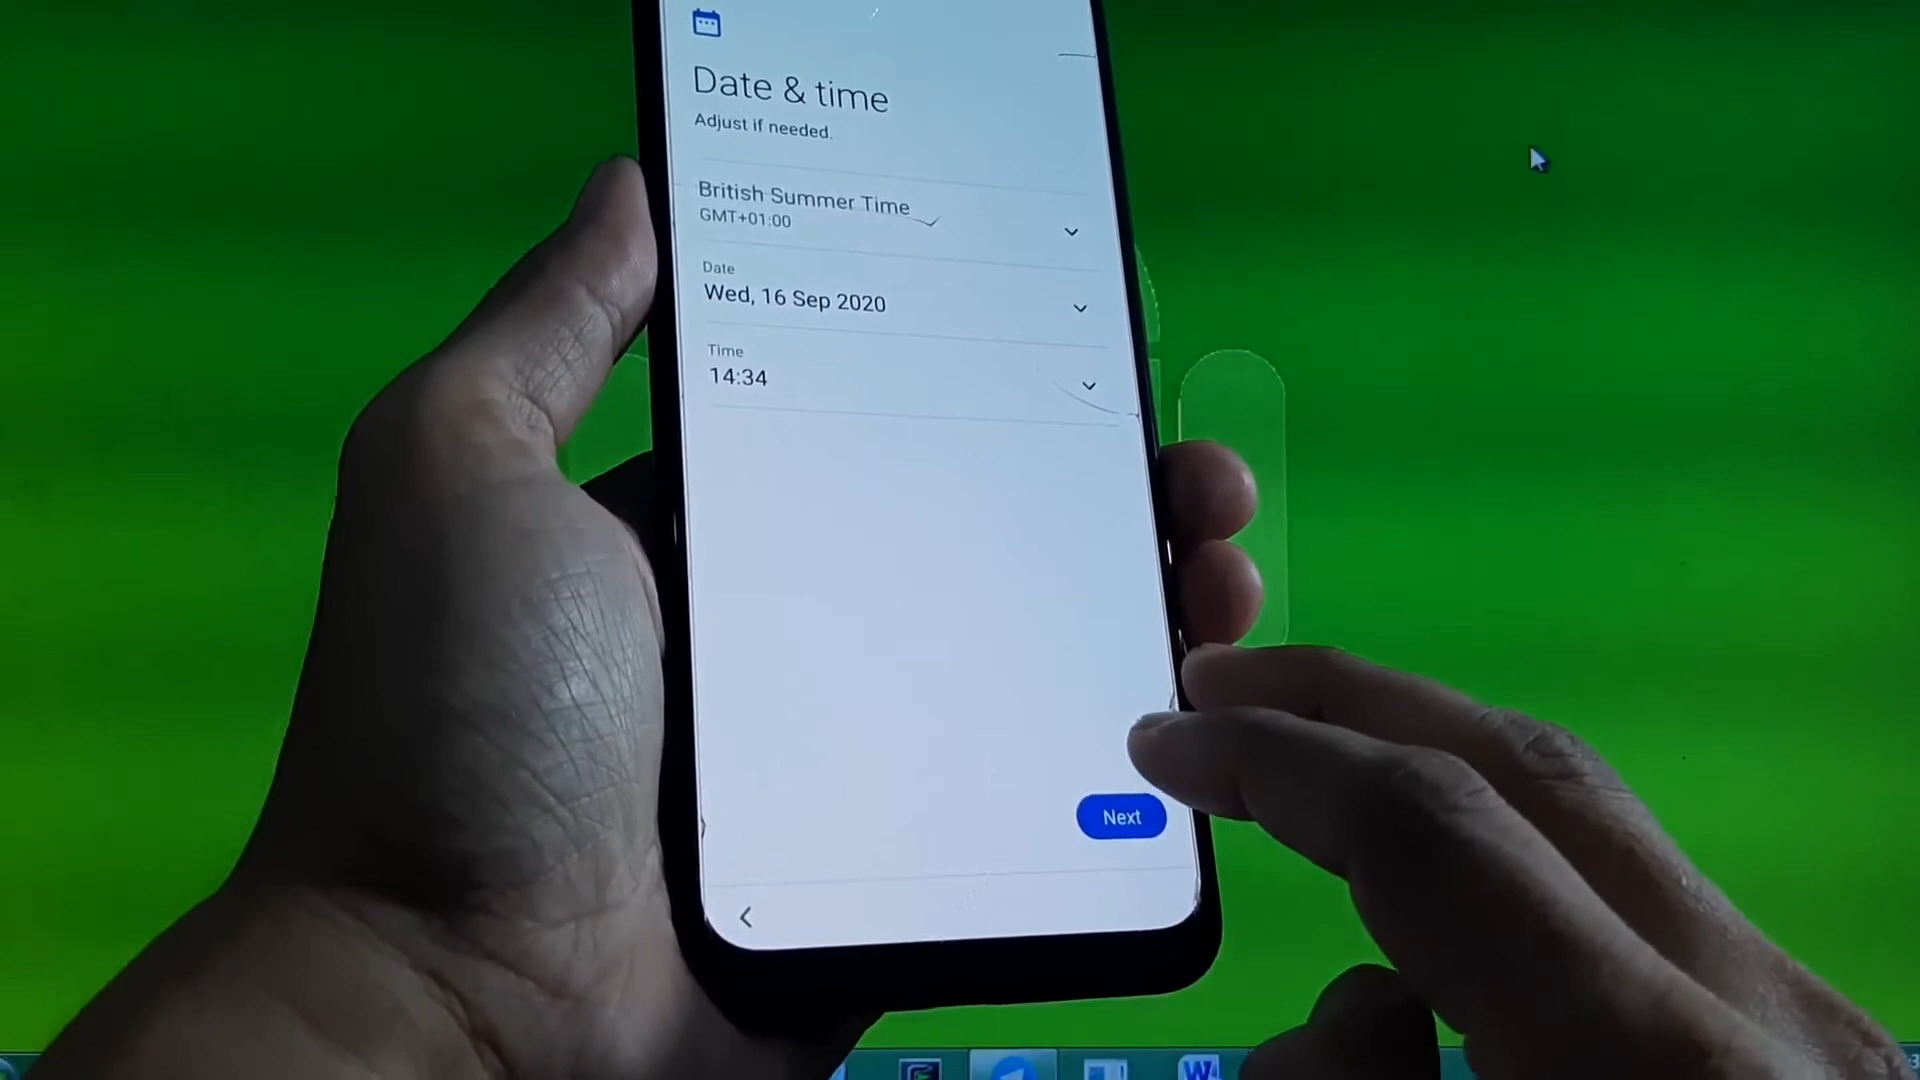 Date & time
Adjust if needed.
British Summer Time
GMT+01:00
Date
Wed, 16 Sep 2020
Time
14:34
Next
W